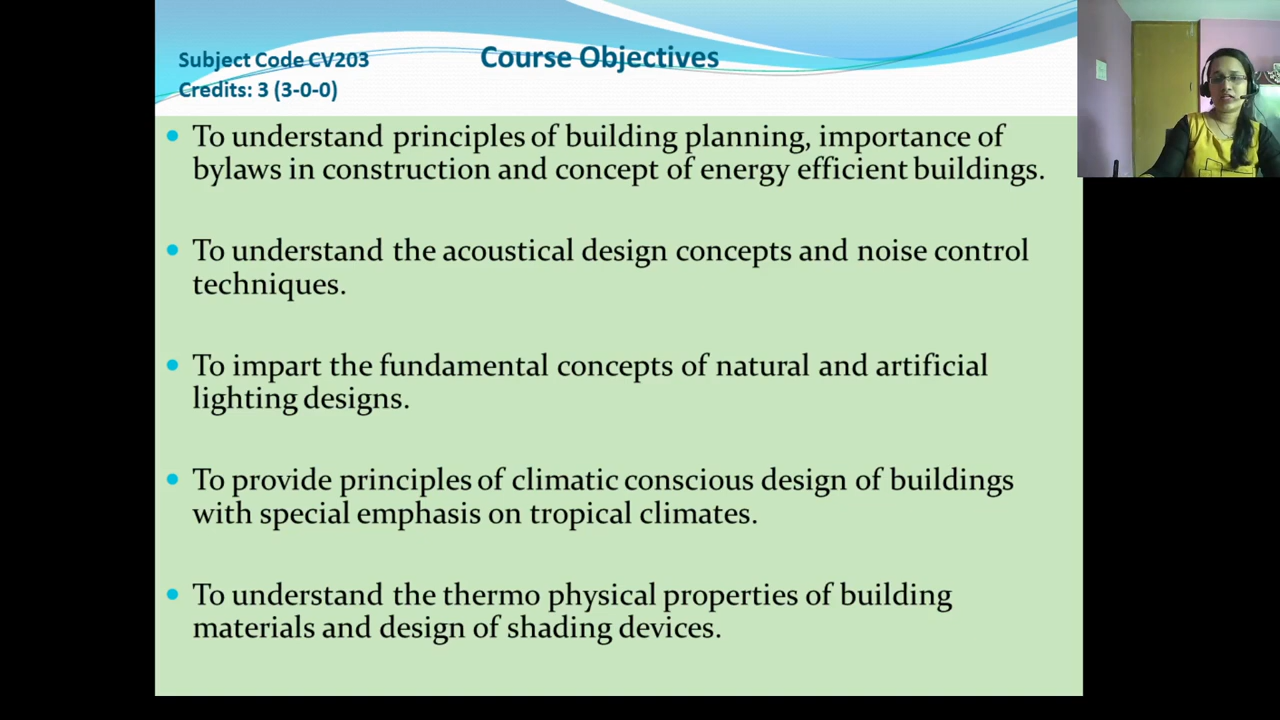 Subject Code CV203
Course Objectives
Credits: 3 (3-0-0)
• To understand principles of building planning, importance of
bylaws in construction and concept of energy efficient buildings.
• To understand the acoustical design concepts and noise control
techniques.
• To impart the fundamental concepts of natural and artificial
lighting designs.
• To provide principles of climatic conscious design of buildings
with special emphasis on tropical climates.
• To understand the thermo physical properties of building
materials and design of shading devices.